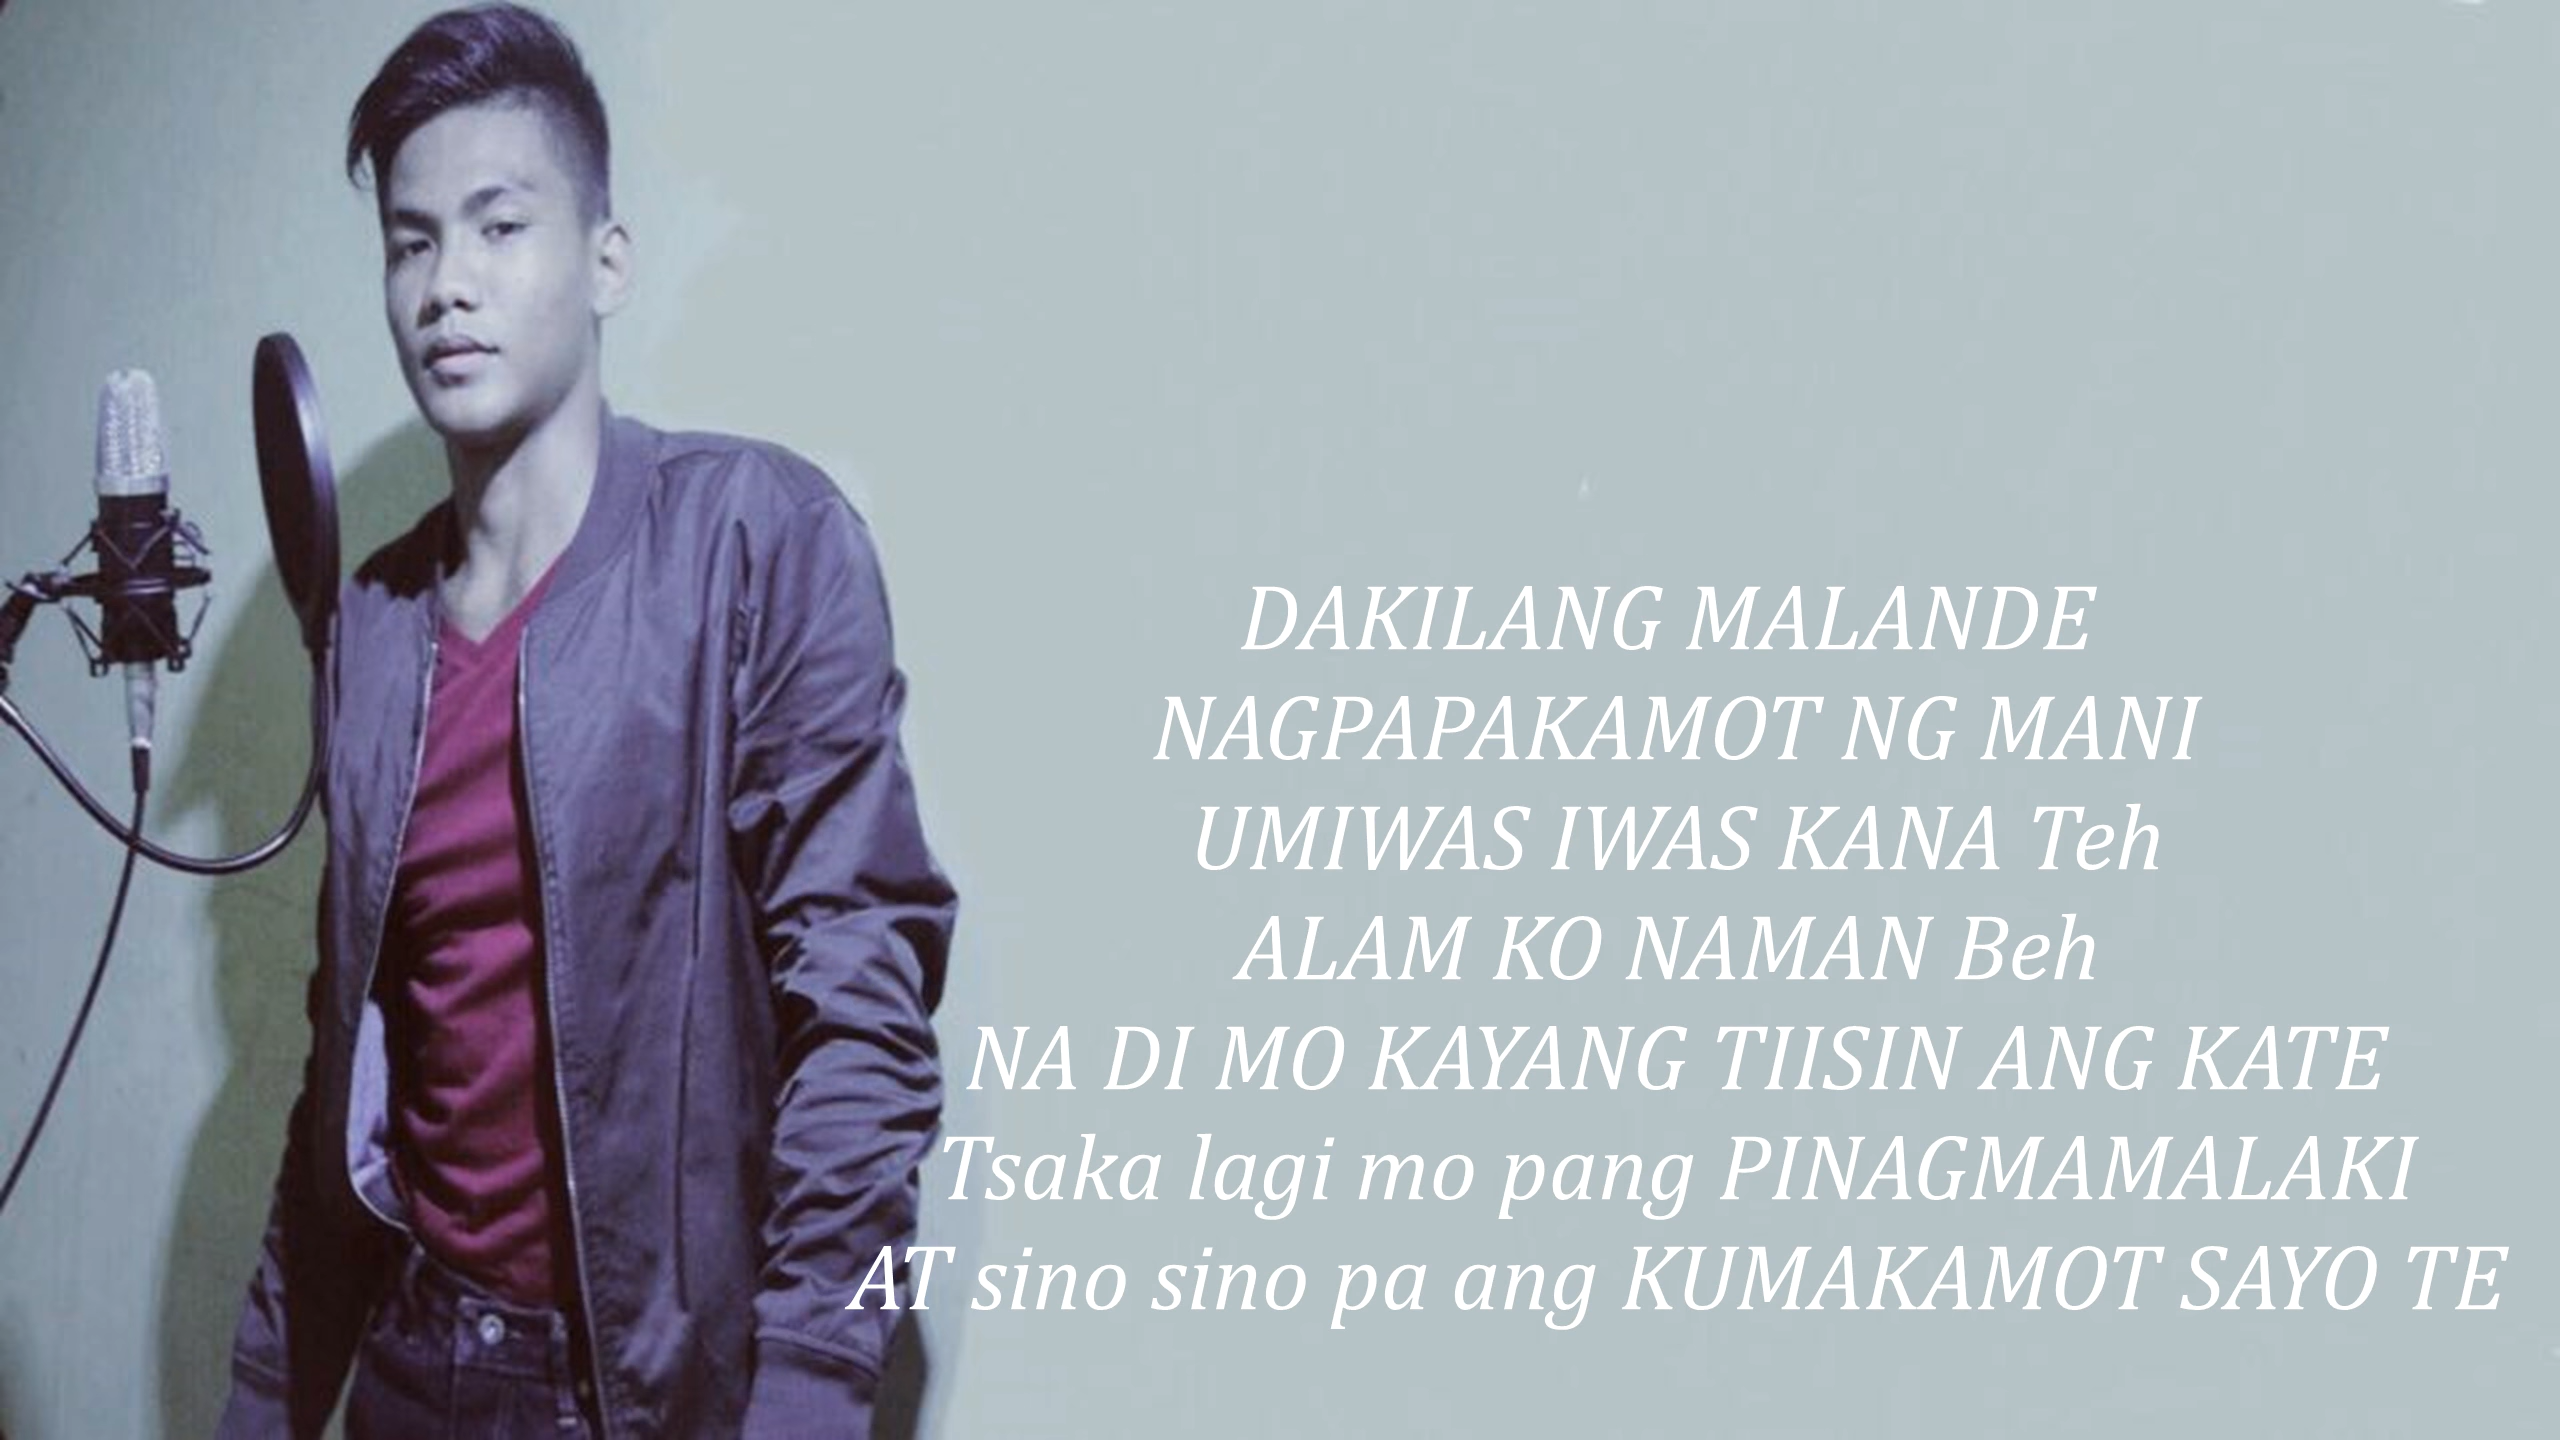 DAKILANG MALANDE
NAGPAPAKAMOT NG MANI
UMIWAS IWAS KANA Teh
ALAM KO NAMAN Beh
NA DI MO KAYANG TIISIN ANG KATE
Tsaka lagi mo pang PINAGMAMALAKI
AT sino sino pa ang KUMAKAMOT SAYO TE